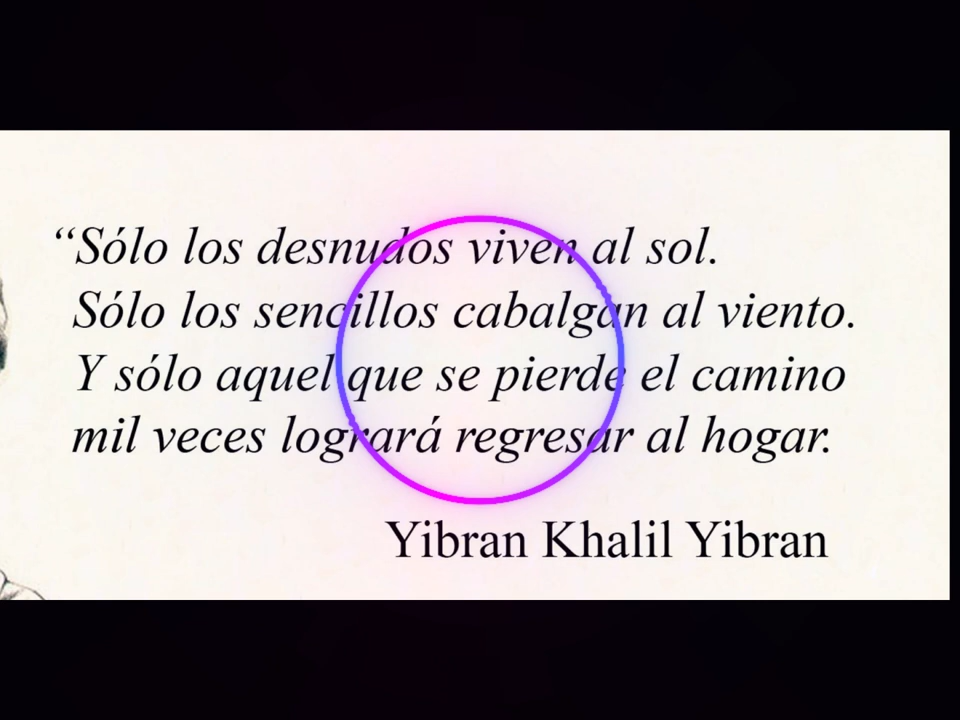 “Sólo los desnudos viven al sol.
Sólo los sencillos cabalgan al viento.
Y sólo aquel que se pierde el camino
mil veces logrará regresar al hogar.
Yibran Khalil Yibran